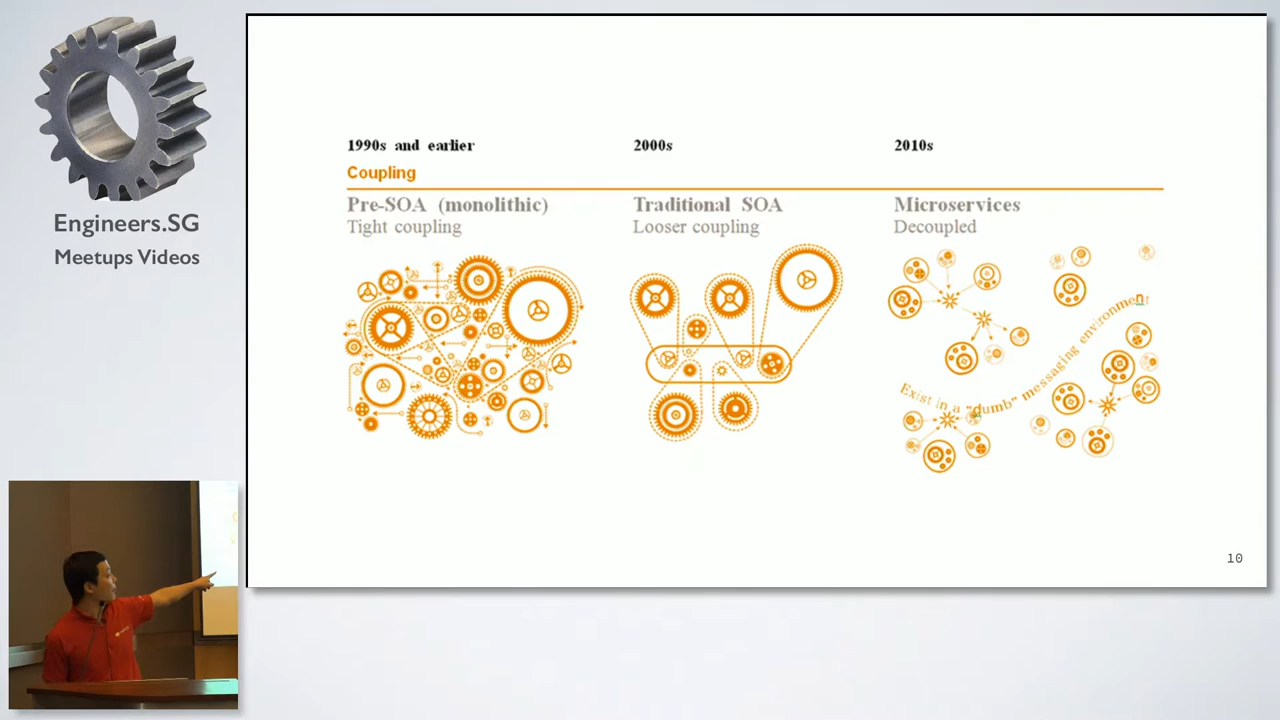 Engineers.SG
Meetups Videos
1990s and earlier
2000s
2010s
Coupling
Pre-SOA (monolithic)
Traditional SOA
Microservices
Tight coupling
Looser coupling
Decoupled
Exist in a "dumb" messaging environment
10